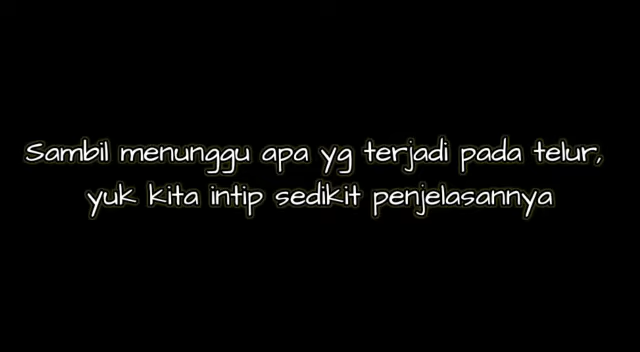 Sambil menunggu apa yg terjadi pada telur,
yuk kita intip sedikit penjelasannya